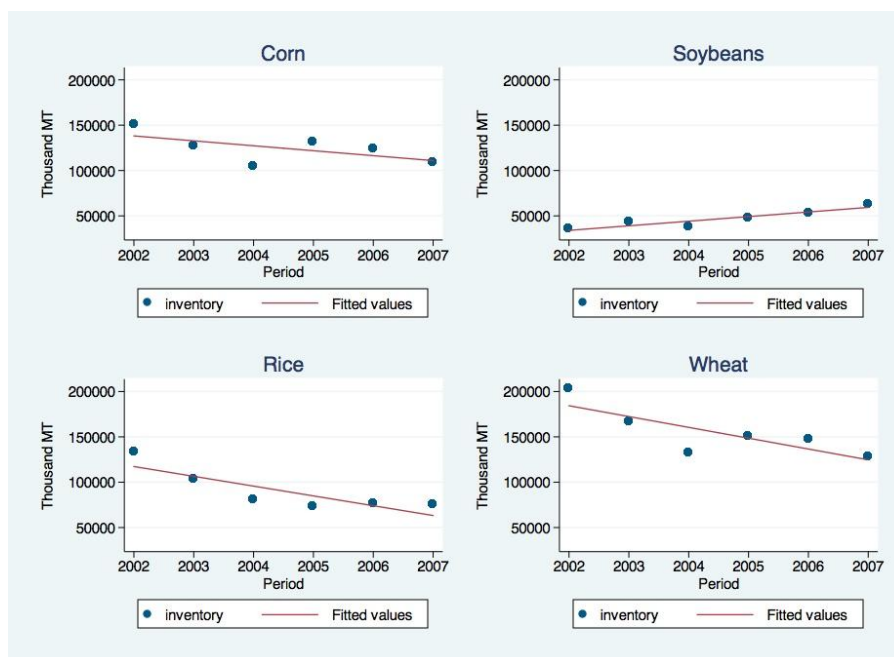 Corn
200000
150000
100000
50000
Thousand MT
2002 2003 2004 2005 2006 2007
Period
inventory Fitted values
Soybeans
200000
150000
100000
50000
Thousand MT
2002 2003 2004 2005 2006 2007
Period
inventory Fitted values
Rice
200000
150000
100000
50000
Thousand MT
2002 2003 2004 2005 2006 2007
Period
inventory Fitted values
Wheat
200000
150000
100000
50000
Thousand MT
2002 2003 2004 2005 2006 2007
Period
inventory Fitted values